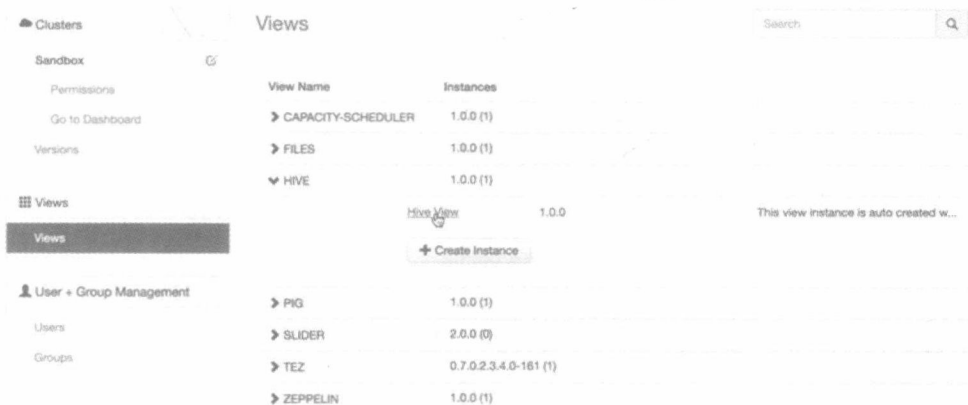 Clusters
Sandbox
Permissions
Go to Dashboard
Versions
Views
Views
User + Group Management
Users
Groups
Views
Search
View Name Instances
CAPACITY-SCHEDULER 1.0.0 (1)
FILES 1.0.0 (1)
HIVE 1.0.0 (1)
Hive View 1.0.0 This view instance is auto created w...
+ Create Instance
PIG 1.0.0 (1)
SLIDER 2.0.0 (0)
TEZ 0.7.0.2.3.4.0-161 (1)
ZEPPELIN 1.0.0 (1)